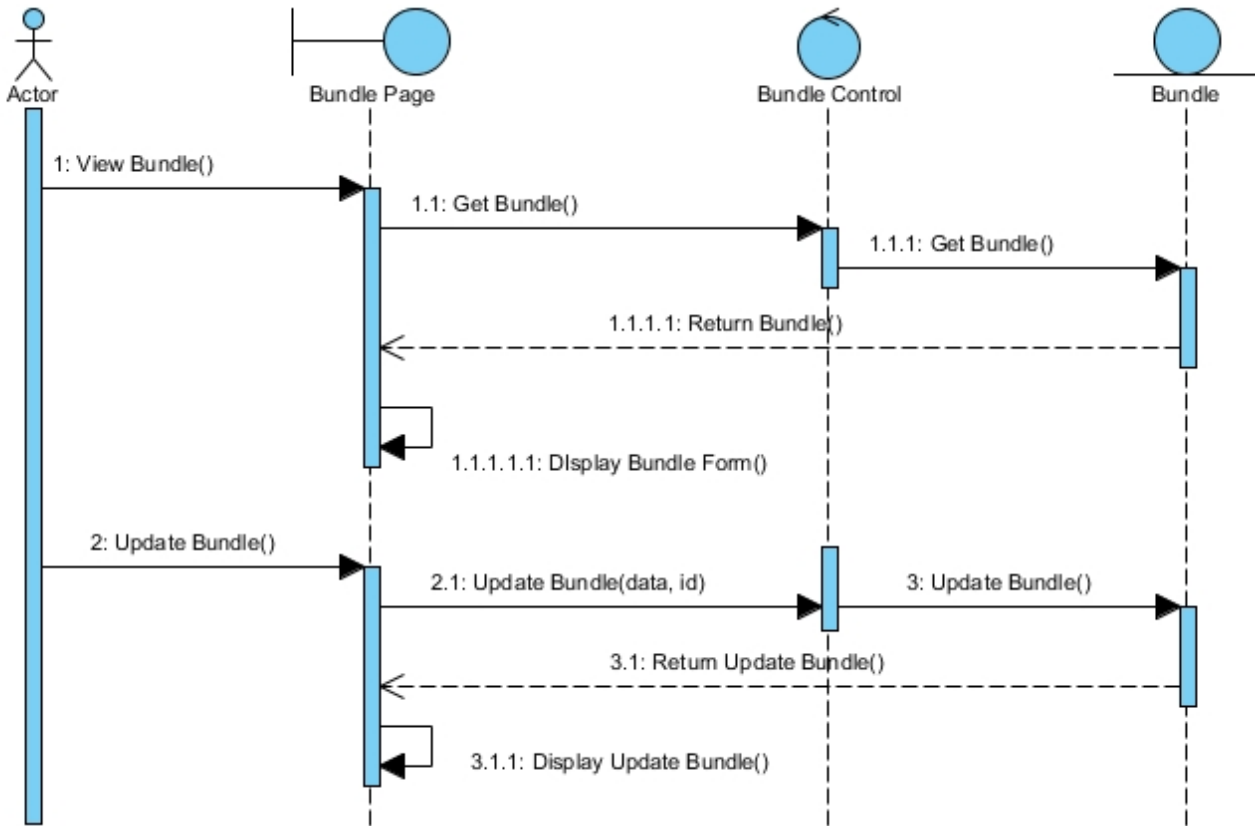 Actor
Bundle Page
Bundle Control
Bundle
1: View Bundle()
1.1: Get Bundle()
1.1.1: Get Bundle()
1.1.1.1: Return Bundle()
1.1.1.1.1: DIsplay Bundle Form()
2: Update Bundle()
2.1: Update Bundle(data, id)
3: Update Bundle()
3.1: Return Update Bundle()
3.1.1: Display Update Bundle()